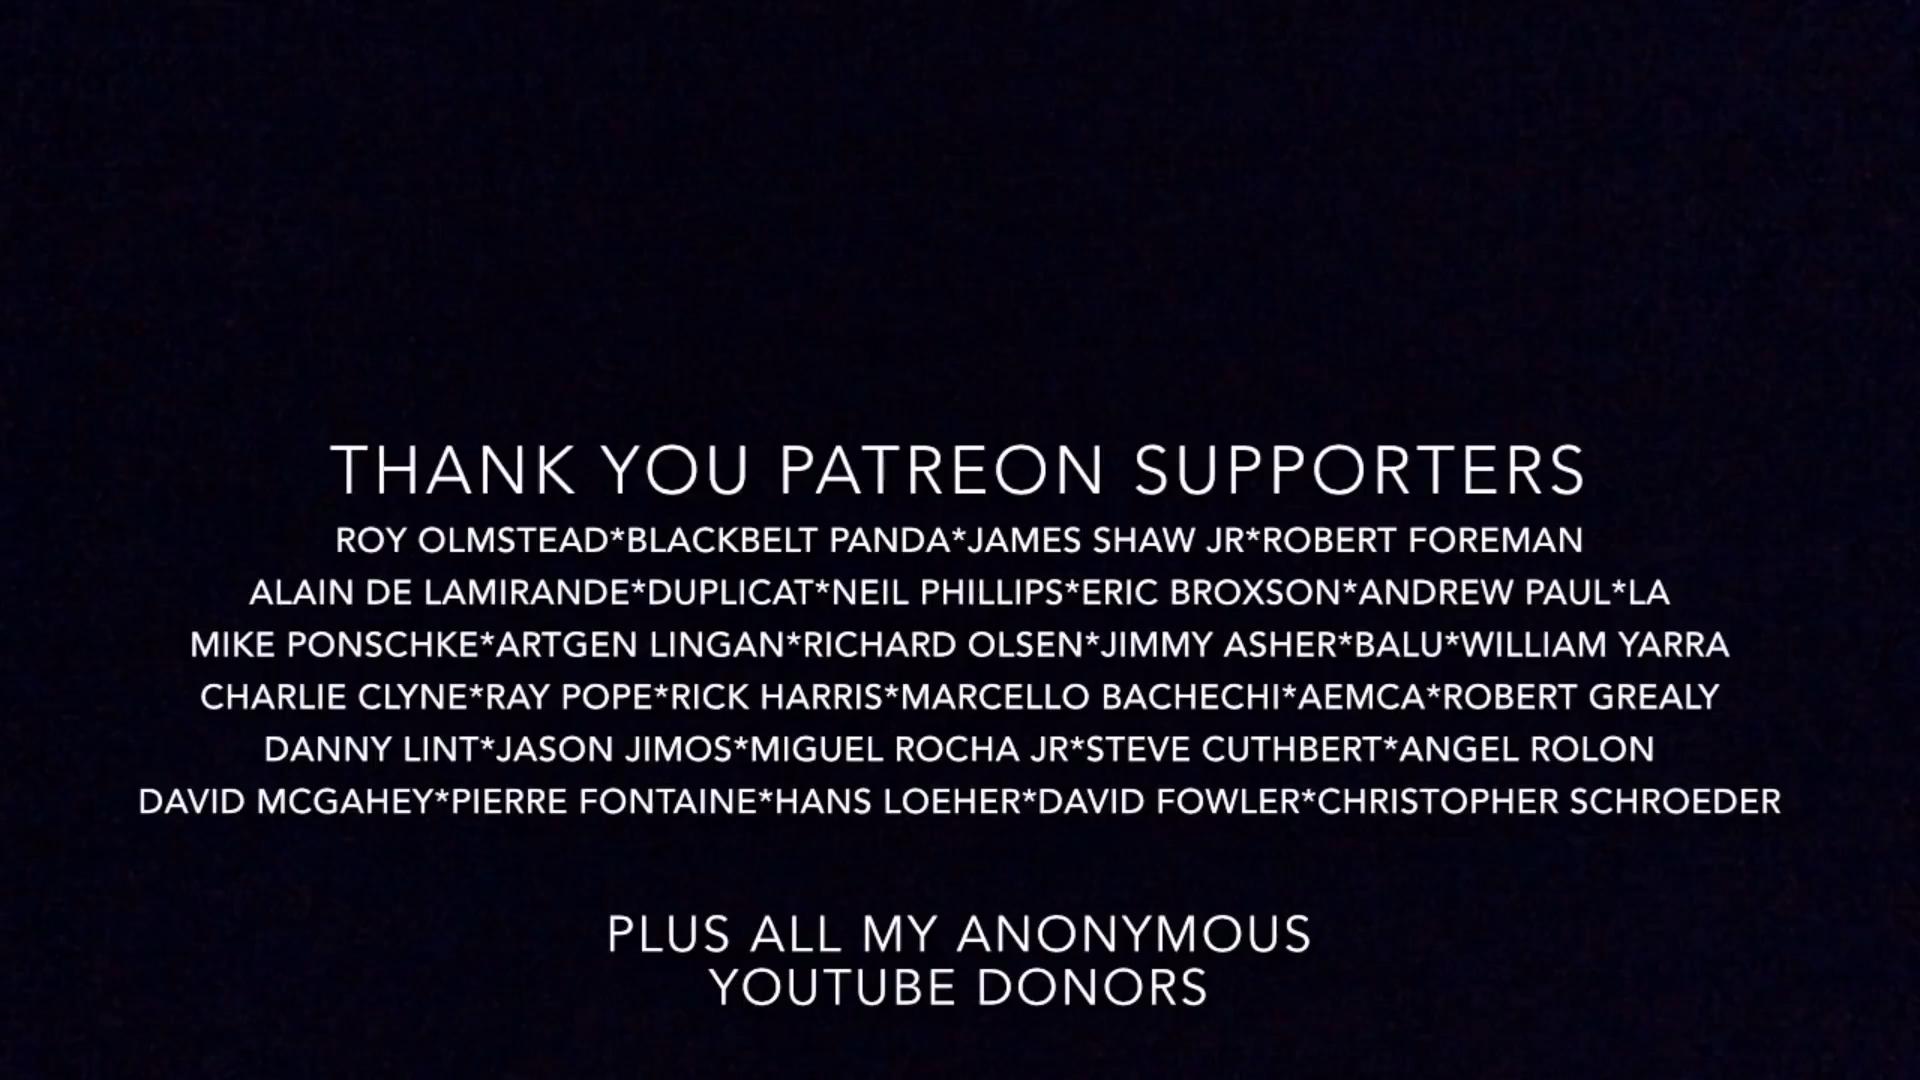 THANK YOU PATREON SUPPORTERS
ROY OLMSTEAD*BLACKBELT PANDA*JAMES SHAW JR*ROBERT FOREMAN
ALAIN DE LAMIRANDE*DUPLICAT*NEIL PHILLIPS*ERIC BROXSON*ANDREW PAUL*LA
MIKE PONSCHKE*ARTGEN LINGAN*RICHARD OLSEN*JIMMY ASHER*BALU*WILLIAM YARRA
CHARLIE CLYNE*RAY POPE*RICK HARRIS*MARCELLO BACHECHI*AEMCA*ROBERT GREALY
DANNY LINT*JASON JIMOS*MIGUEL ROCHA JR*STEVE CUTHBERT*ANGEL ROLON
DAVID MCGAHEY*PIERRE FONTAINE*HANS LOEHER*DAVID FOWLER*CHRISTOPHER SCHROEDER
PLUS ALL MY ANONYMOUS
YOUTUBE DONORS